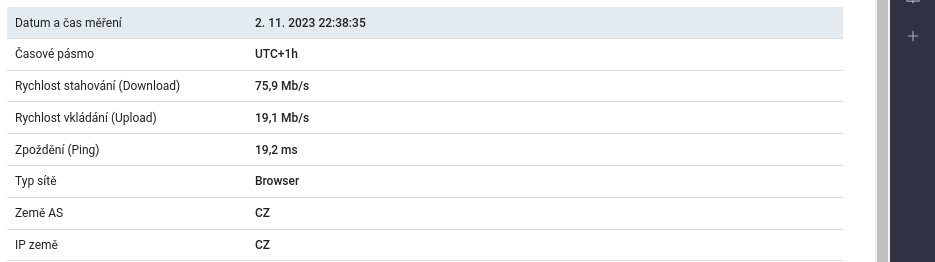 Datum a čas měření 2. 11. 2023 22:38:35
Časové pásmo UTC+1h
Rychlost stahování (Download) 75,9 Mb/s
Rychlost vkládání (Upload) 19,1 Mb/s
Zpoždění (Ping) 19,2 ms
Typ sítě Browser
Země AS CZ
IP země CZ